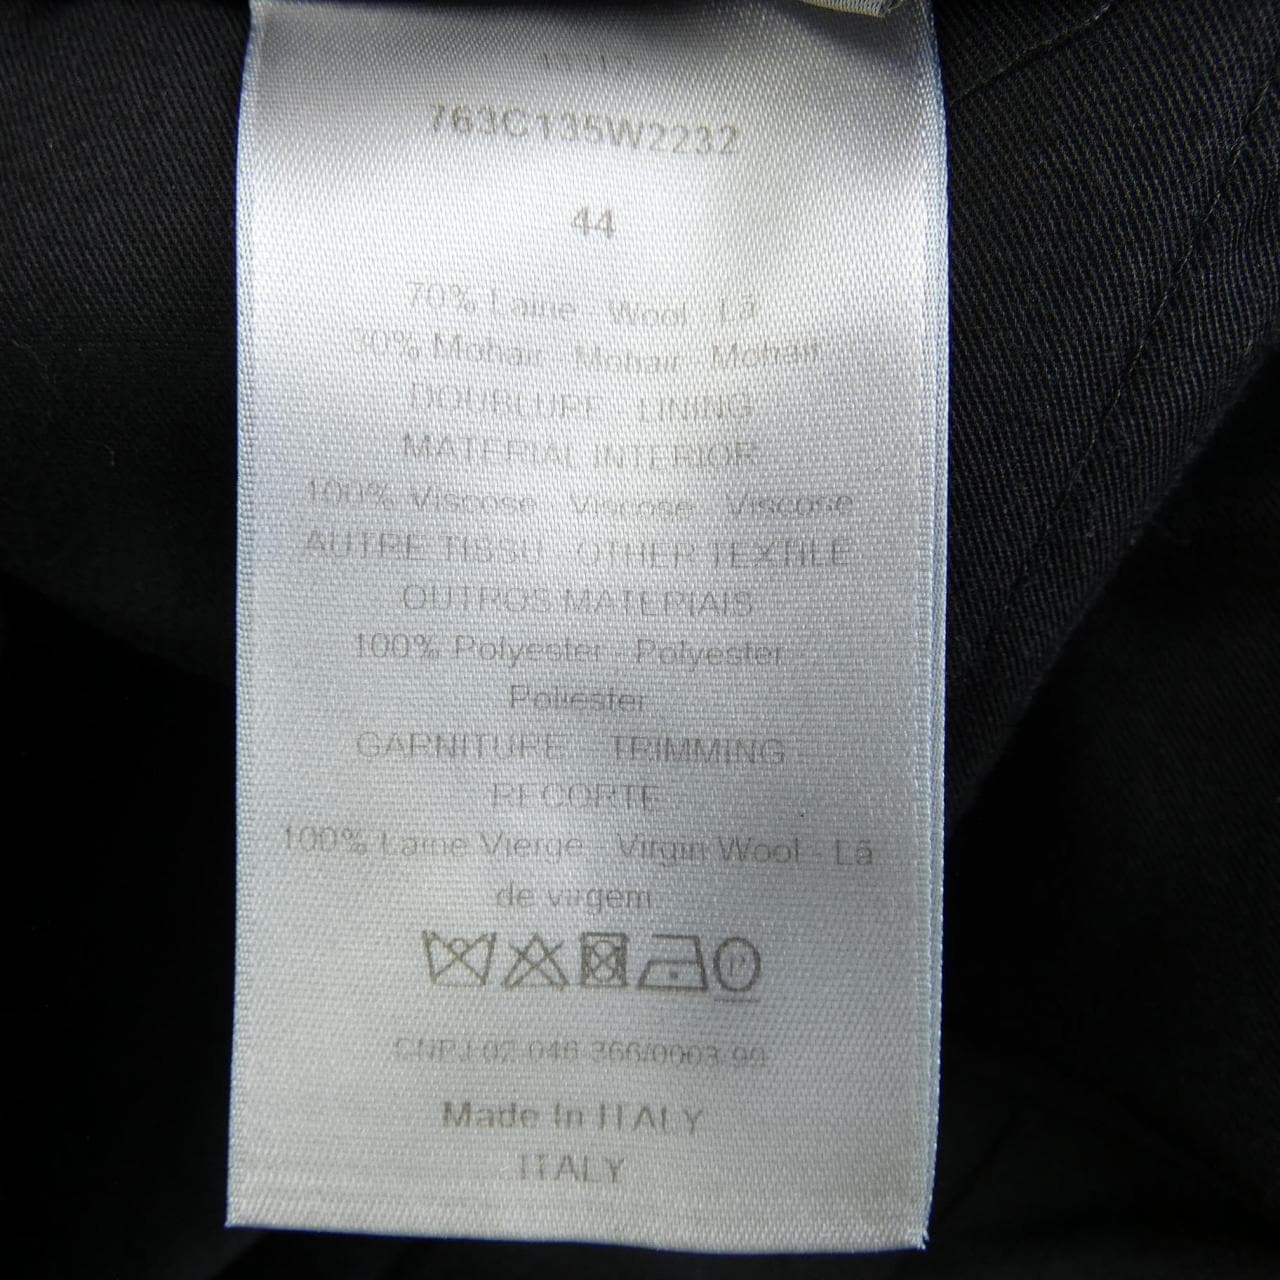 763C135W2232
44
70% Laine - Wool - Lã
30% Mohair - Mohair - Mohair
DOUBLURE - LINING
MATERIAL INTERIOR
100% Viscose - Viscose - Viscose
AUTRE TISSU - OTHER TEXTILE
OUTROS MATERIAIS
100% Polyester - Polyester -
Poliester
GARNITURE - TRIMMING
RECORTE
100% Laine Vierge - Virgin Wool - Lã
de virgem
P
CNPJ 02.046.366/0003-99
Made In ITALY
ITALY